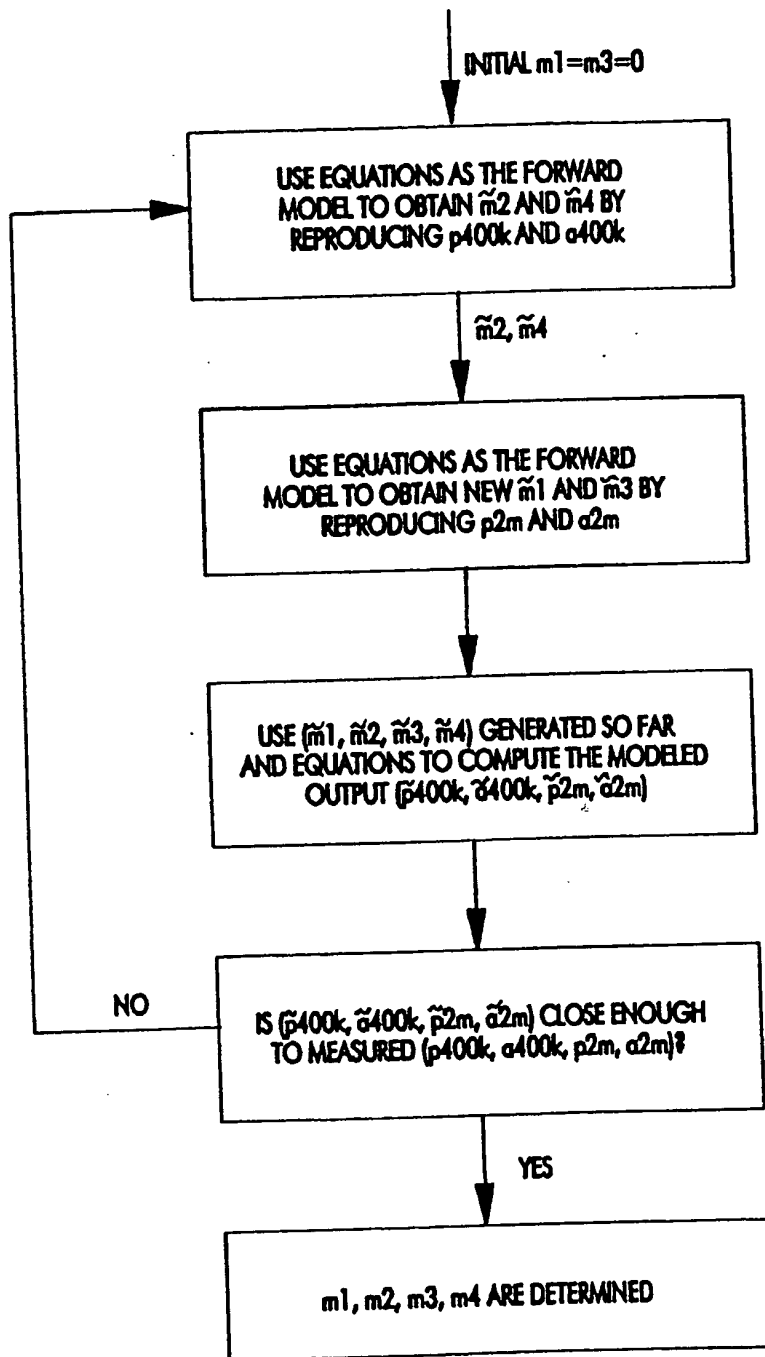 INITIAL m1=m3=0
USE EQUATIONS AS THE FORWARD
MODEL TO OBTAIN m̃2 AND m̃4 BY
REPRODUCING p400k AND a400k
m̃2, m̃4
USE EQUATIONS AS THE FORWARD
MODEL TO OBTAIN NEW m̃1 AND m̃3 BY
REPRODUCING p2m AND a2m
USE (m̃1, m̃2, m̃3, m̃4) GENERATED SO FAR
AND EQUATIONS TO COMPUTE THE MODELED
OUTPUT (p̃400k, ã400k, p̃2m, ã2m)
NO
IS (p̃400k, ã400k, p̃2m, ã2m) CLOSE ENOUGH
TO MEASURED (p400k, a400k, p2m, a2m)?
YES
m1, m2, m3, m4 ARE DETERMINED